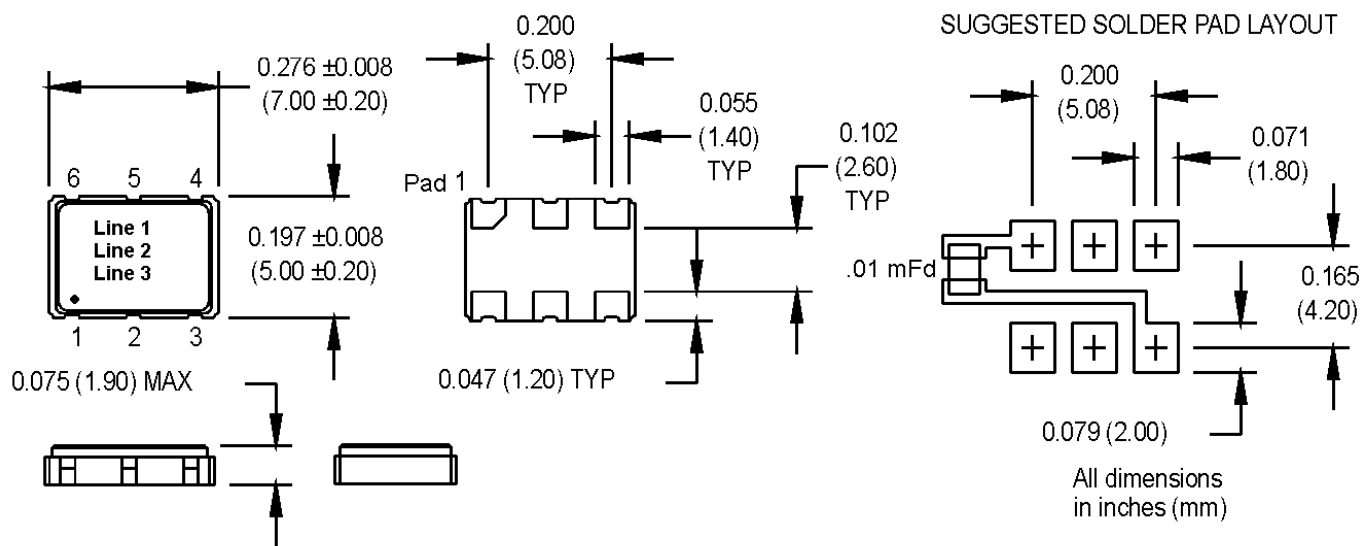 0.276 ±0.008
(7.00 ±0.20)
6 5 4
Line 1
Line 2
Line 3
1 2 3
0.197 ±0.008
(5.00 ±0.20)
0.075 (1.90) MAX
0.200
(5.08)
TYP
0.055
(1.40)
TYP
0.102
(2.60)
TYP
Pad 1
0.047 (1.20) TYP
SUGGESTED SOLDER PAD LAYOUT
0.200
(5.08)
0.071
(1.80)
.01 mFd
0.165
(4.20)
0.079 (2.00)
All dimensions
in inches (mm)